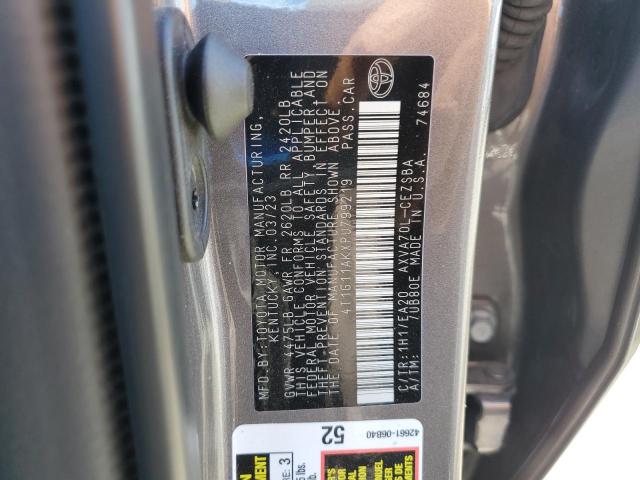 MFD.BY:TOYOTA MOTOR MANUFACTURING,
KENTUCKY, INC.03/23
GVWR 4475LB GAWR FR 2620LB RR 2420LB
THIS VEHICLE CONFORMS TO ALL APPLICABLE
FEDERAL MOTOR VEHICLE SAFETY, BUMPER, AND
THEFT PREVENTION STANDARDS IN EFFECT ON
THE DATE OF MANUFACTURE SHOWN ABOVE.
4T1G11AKXPU799219 PASS.CAR
C/TR:1H1/EA20 AXVA70L-CEZSBA
A/TM: 7UB80E MADE IN U.S.A. 74684
52
42661-06B40